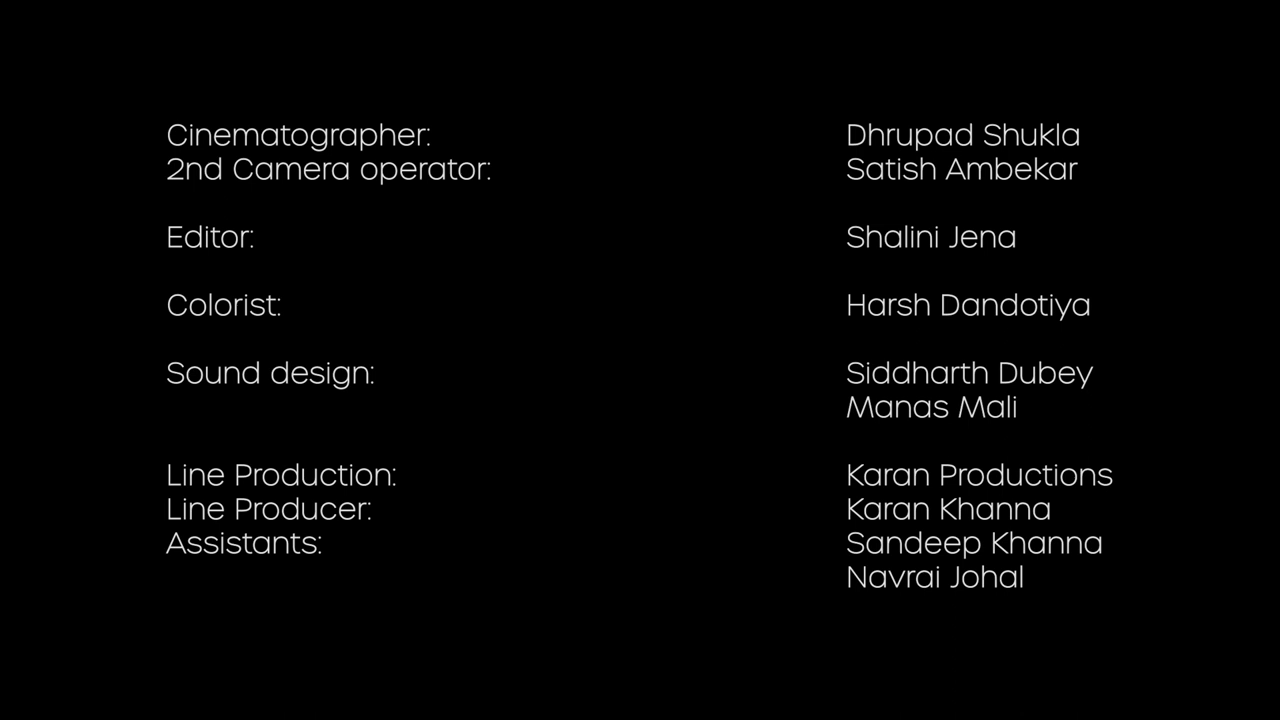 Cinematographer: Dhrupad Shukla
2nd Camera operator: Satish Ambekar
Editor: Shalini Jena
Colorist: Harsh Dandotiya
Sound design: Siddharth Dubey
Manas Mali
Line Production: Karan Productions
Line Producer: Karan Khanna
Assistants: Sandeep Khanna
Navrai Johal